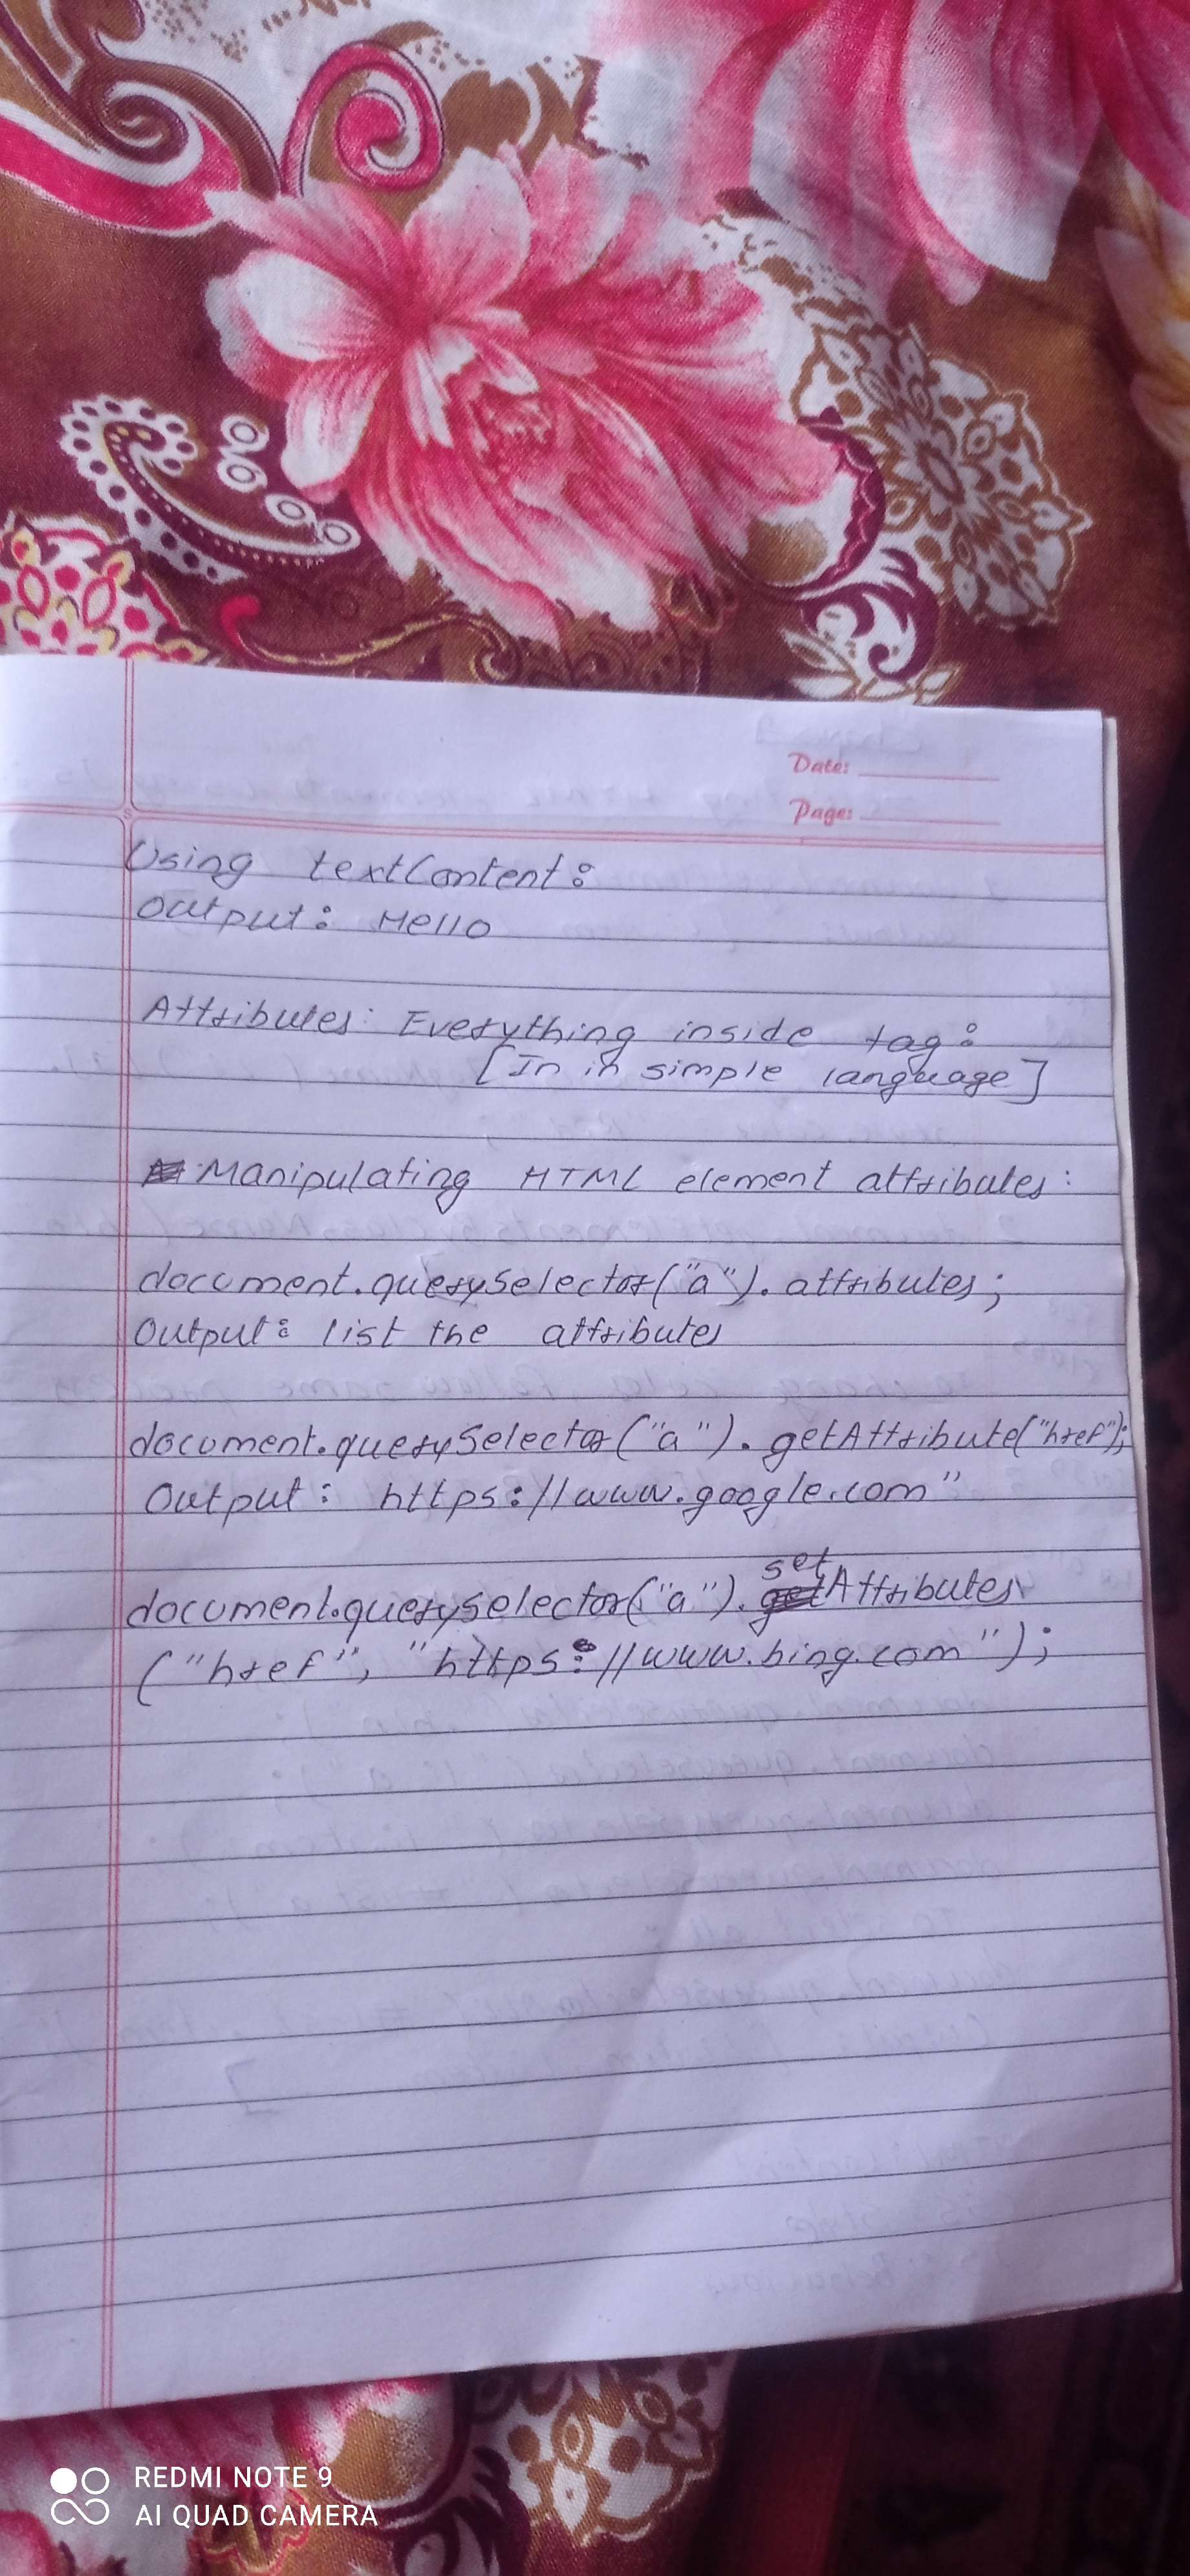 Date:
Page:
Using textContent:
Output: Hello
Attributes: Everything inside tag:
[In in simple language]
Manipulating HTML element attributes:
document.querySelector("a").attributes;
Output: list the attributes
document.querySelector("a").getAttribute("href");
Output: https://www.google.com"
set
document.querySelector("a").getAttributes
("href", "https://www.bing.com");
REDMI NOTE 9
AI QUAD CAMERA